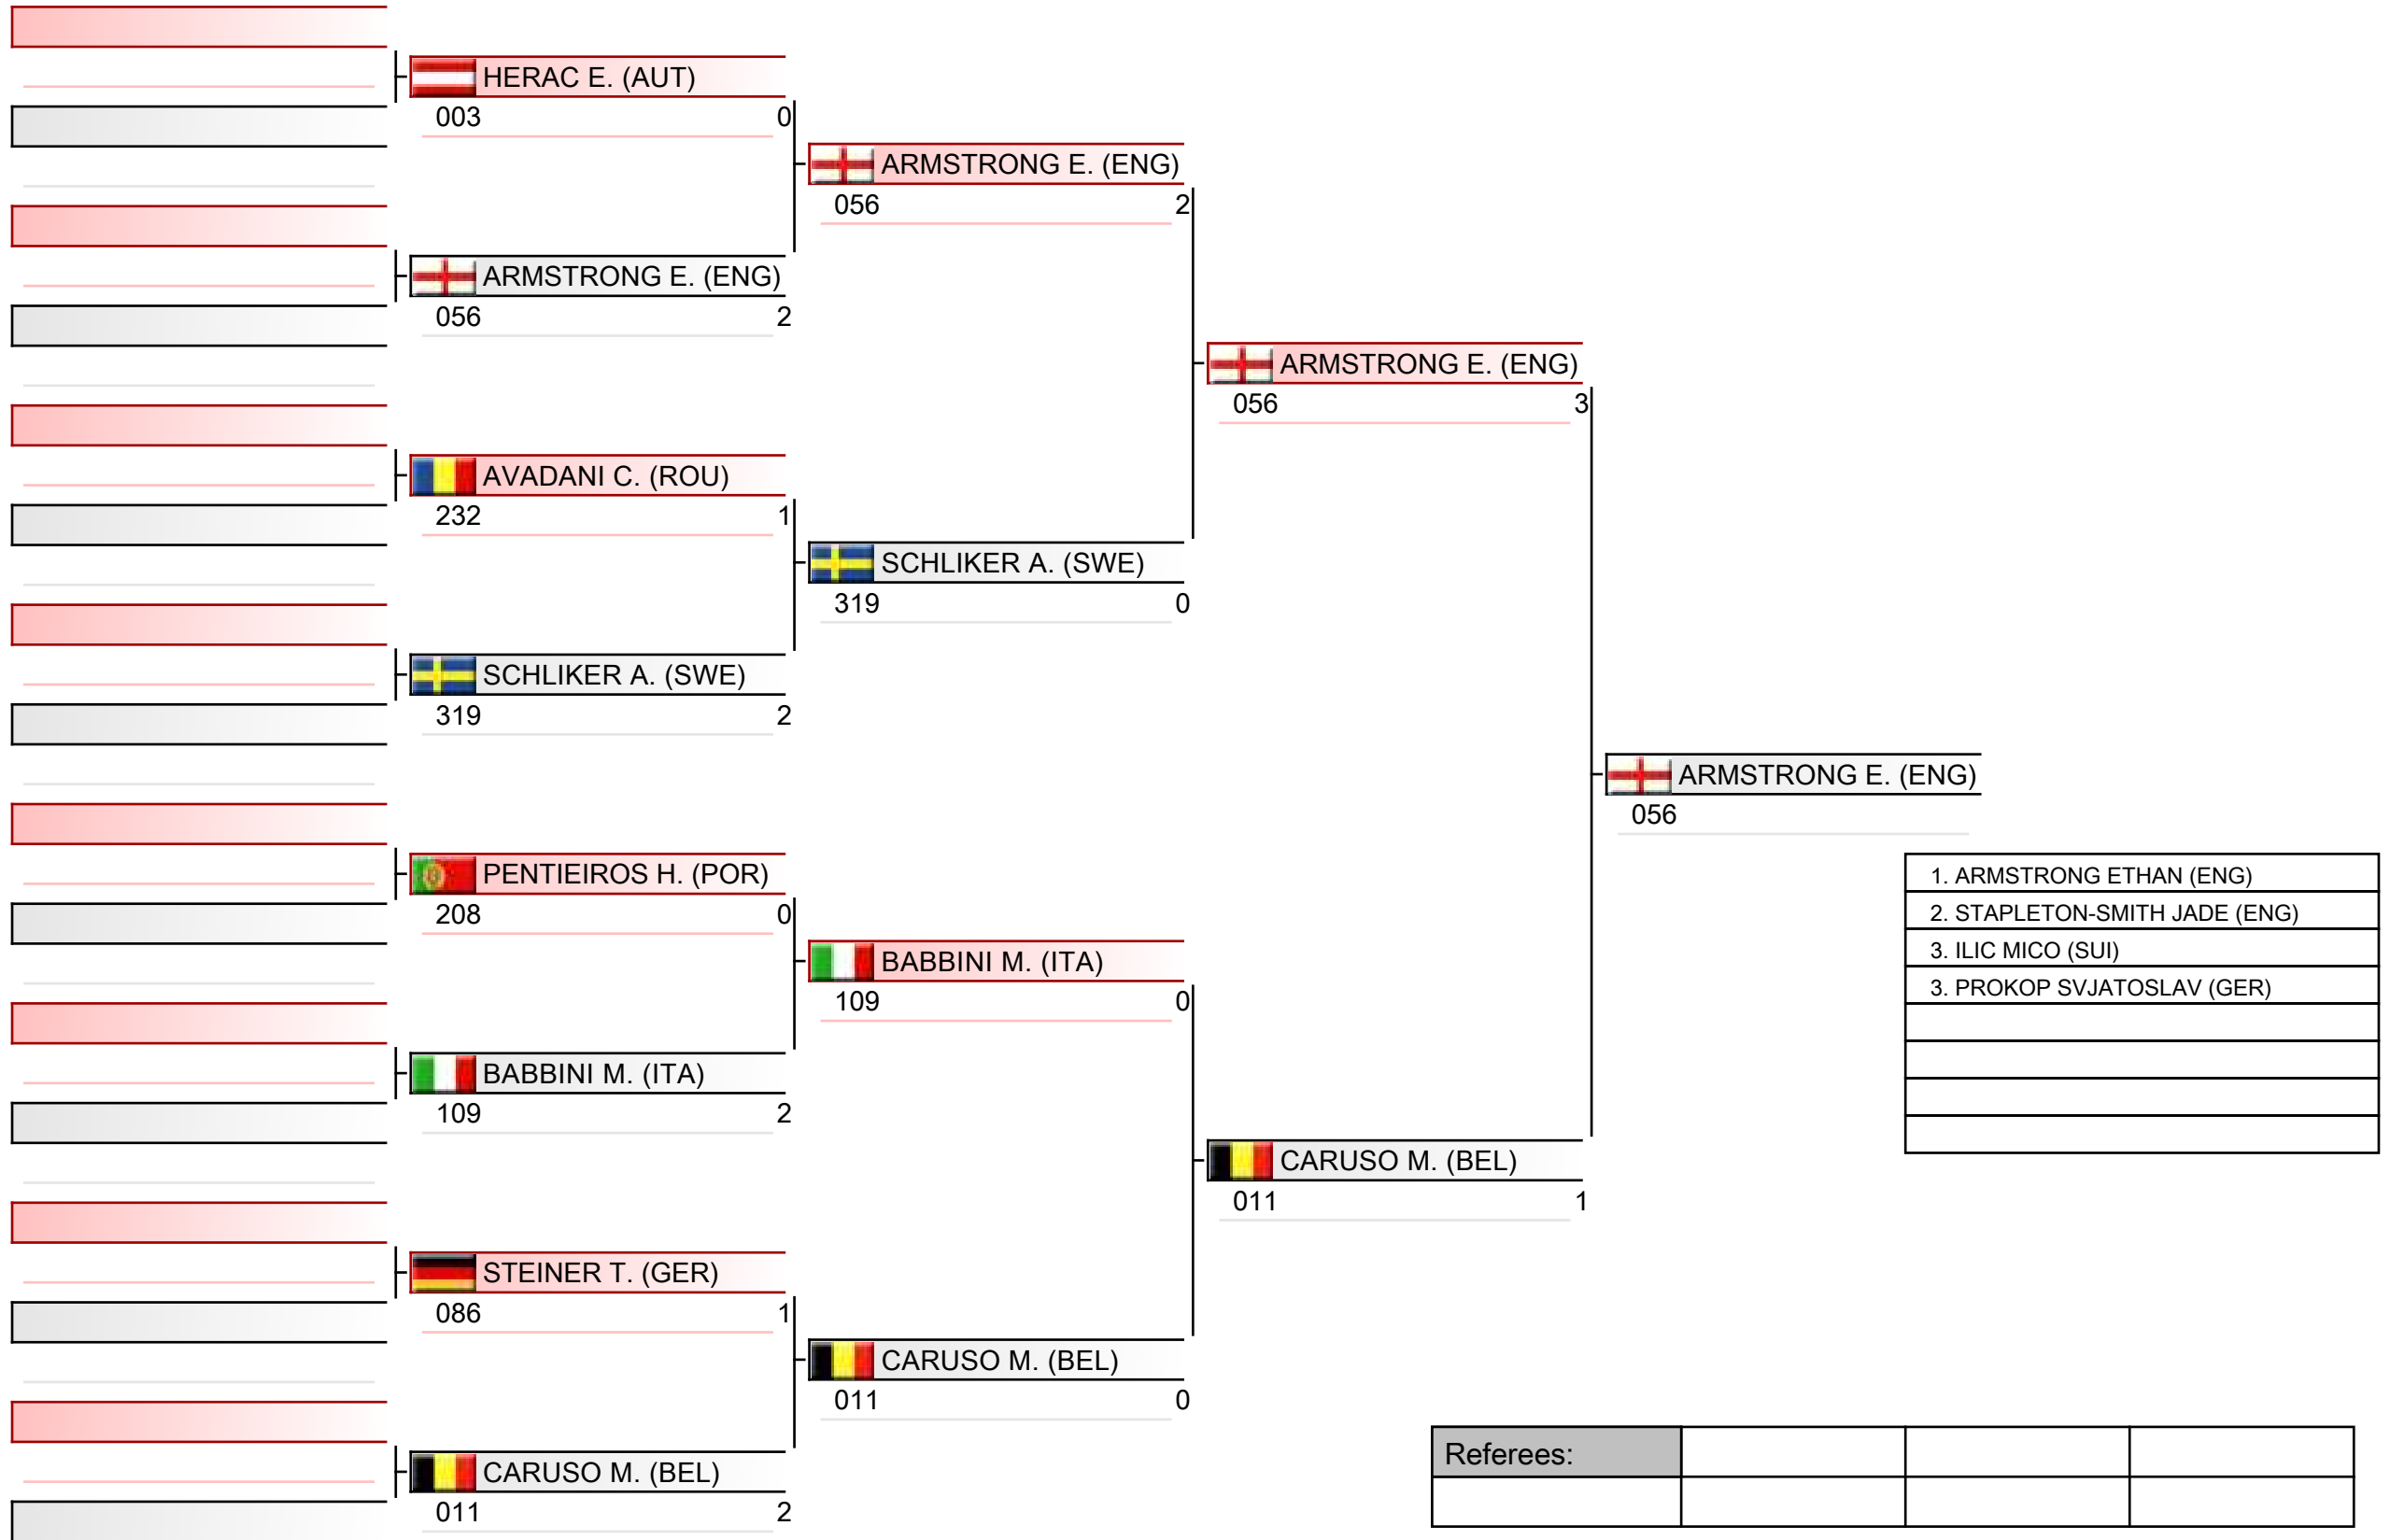 HERAC E. (AUT)
003 0
ARMSTRONG E. (ENG)
056 2
AVADANI C. (ROU)
232 1
SCHLIKER A. (SWE)
319 2
PENTIEIROS H. (POR)
208 0
BABBINI M. (ITA)
109 2
STEINER T. (GER)
086 1
CARUSO M. (BEL)
011 2
ARMSTRONG E. (ENG)
056 2
SCHLIKER A. (SWE)
319 0
BABBINI M. (ITA)
109 0
CARUSO M. (BEL)
011 0
ARMSTRONG E. (ENG)
056 3
CARUSO M. (BEL)
011 1
ARMSTRONG E. (ENG)
056
1. ARMSTRONG ETHAN (ENG)
2. STAPLETON-SMITH JADE (ENG)
3. ILIC MICO (SUI)
3. PROKOP SVJATOSLAV (GER)
Referees: